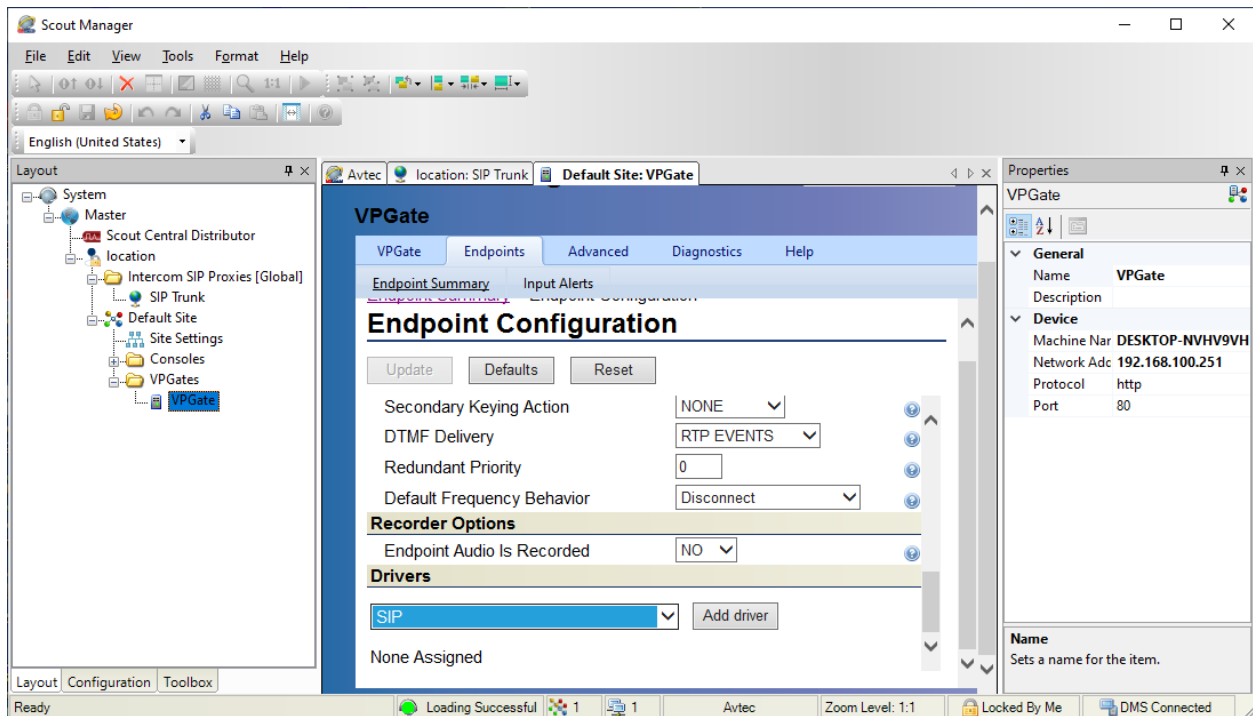 Scout Manager
File Edit View Tools Format Help
1:1
English (United States)
Layout
System
Master
Scout Central Distributor
location
Intercom SIP Proxies [Global]
SIP Trunk
Default Site
Site Settings
Consoles
VPGates
VPGate
Layout Configuration Toolbox
Avtec location: SIP Trunk Default Site: VPGate
VPGate
VPGate Endpoints Advanced Diagnostics Help
Endpoint Summary Input Alerts
Endpoint Summary Endpoint Configuration
Endpoint Configuration
Update Defaults Reset
Secondary Keying Action NONE
DTMF Delivery RTP EVENTS
Redundant Priority 0
Default Frequency Behavior Disconnect
Recorder Options
Endpoint Audio Is Recorded NO
Drivers
SIP Add driver
None Assigned
Properties
VPGate
General
Name VPGate
Description
Device
Machine Nar DESKTOP-NVHV9VH
Network Adc 192.168.100.251
Protocol http
Port 80
Name
Sets a name for the item.
Ready Loading Successful 1 1 Avtec Zoom Level: 1:1 Locked By Me DMS Connected